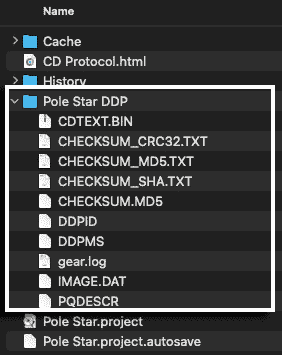 Name
Cache
CD Protocol.html
History
Pole Star DDP
CDTEXT.BIN
CHECKSUM_CRC32.TXT
CHECKSUM_MD5.TXT
CHECKSUM_SHA.TXT
CHECKSUM.MD5
DDPID
DDPMS
gear.log
IMAGE.DAT
PQDESCR
Pole Star.project
Pole Star.project.autosave